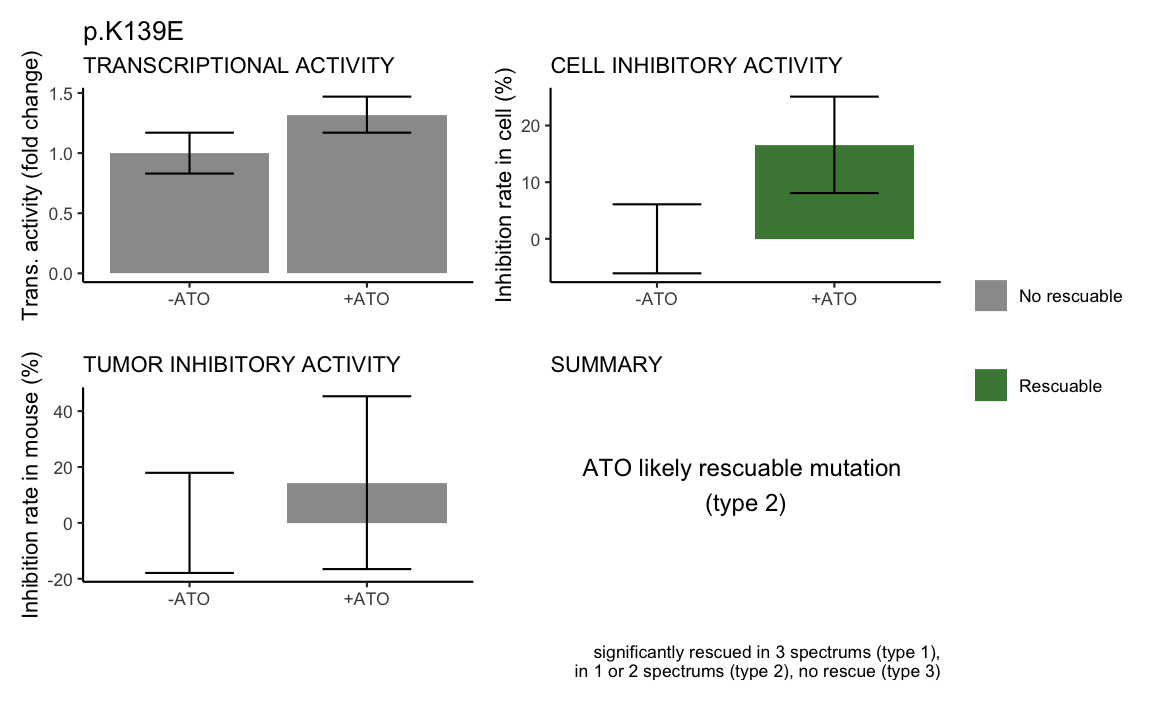 p.K139E
TRANSCRIPTIONAL ACTIVITY
Trans. activity (fold change)
1.5
1.0
0.5
0.0
-ATO
+ATO
CELL INHIBITORY ACTIVITY
Inhibition rate in cell (%)
20
10
0
-ATO
+ATO
No rescuable
Rescuable
TUMOR INHIBITORY ACTIVITY
Inhibition rate in mouse (%)
40
20
0
-20
-ATO
+ATO
SUMMARY
ATO likely rescuable mutation
(type 2)
significantly rescued in 3 spectrums (type 1),
in 1 or 2 spectrums (type 2), no rescue (type 3)